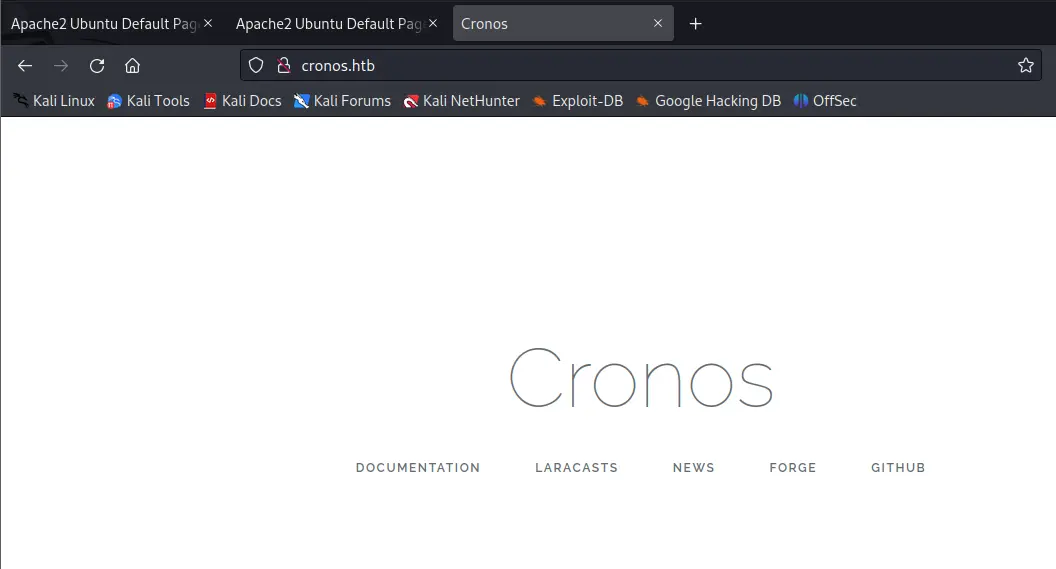 Apache2 Ubuntu Default Pag Apache2 Ubuntu Default Pag Cronos
cronos.htb
Kali Linux Kali Tools Kali Docs Kali Forums Kali NetHunter Exploit-DB Google Hacking DB OffSec
Cronos
DOCUMENTATION LARACASTS NEWS FORGE GITHUB